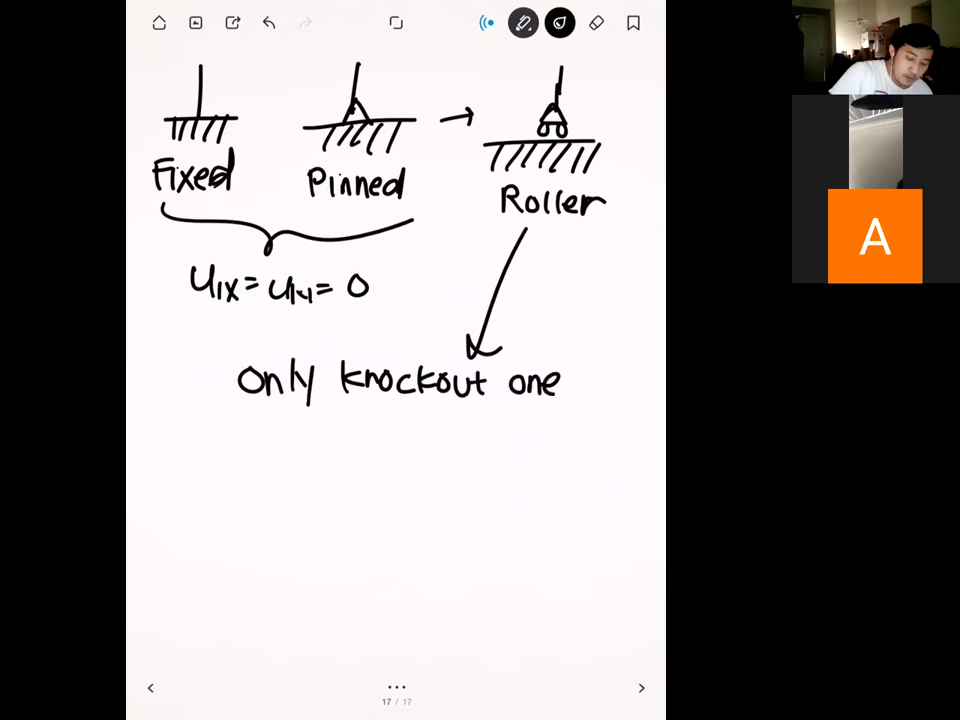 Fixed
Pinned
Roller
U1x = U1y = 0
Only knockout one
17 / 17
A